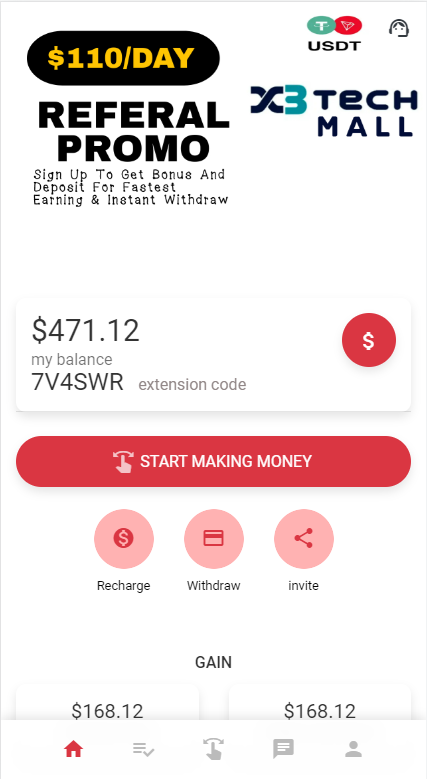 $110/DAY
USDT
X3 TECH
MALL
REFERAL
PROMO
Sign Up To Get Bonus And
Deposit For Fastest
Earning & Instant Withdraw
$471.12
my balance
7V4SWR extension code
$
START MAKING MONEY
Recharge Withdraw invite
GAIN
$168.12 $168.12